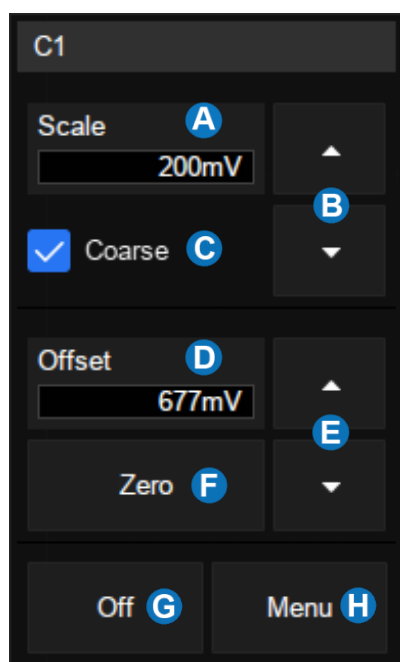 C1
Scale A
200mV
B
Coarse C
Offset D
677mV
E
Zero F
Off G Menu H